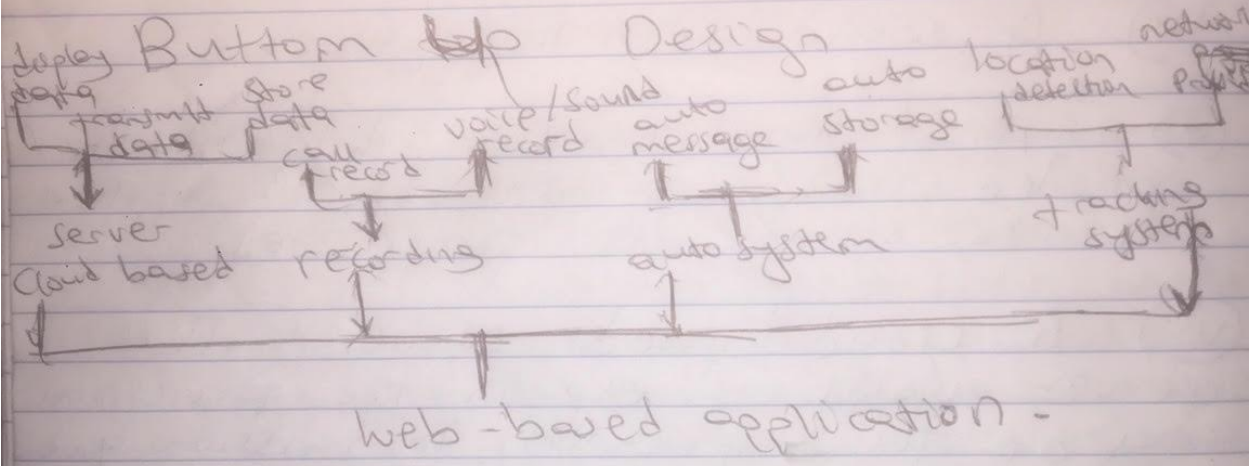 Buttom up Design
display data
transmitt data
store data
call record
voice/sound record
auto message
auto storage
location detection
network
server
Cloud based
recording
auto system
tracking system
web-based application -